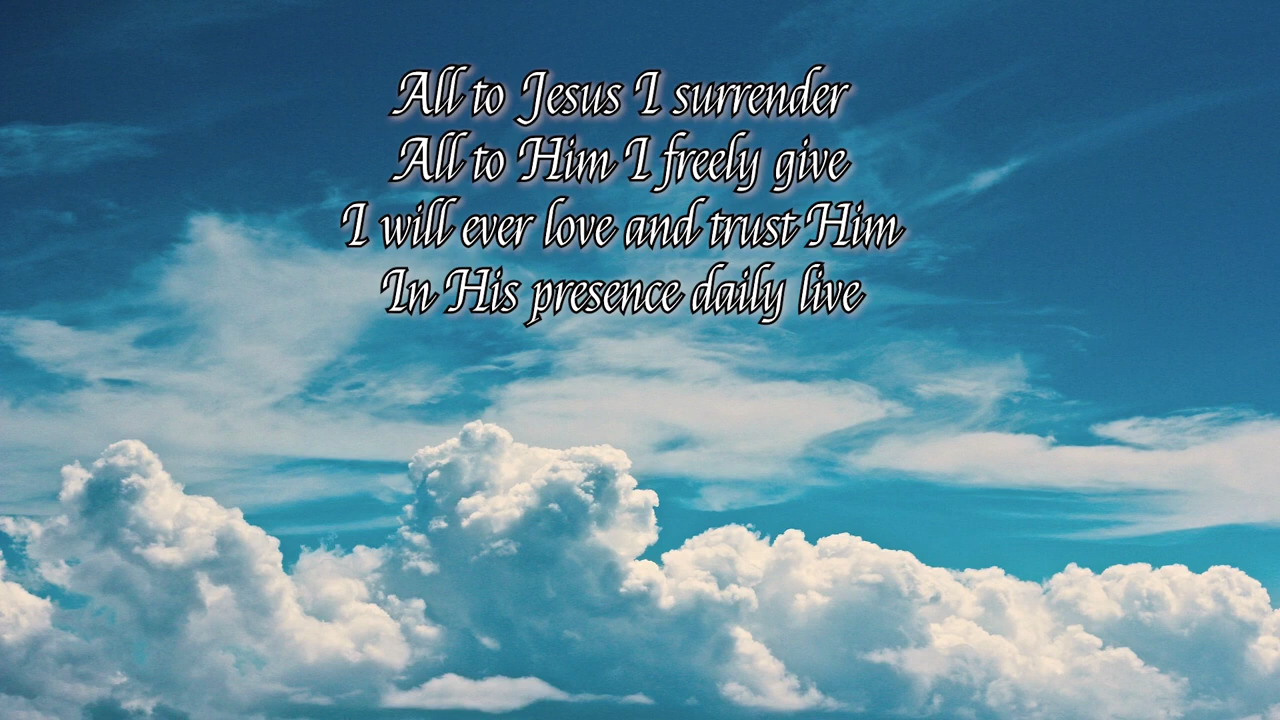 All to Jesus I surrender
All to Him I freely give
I will ever love and trust Him
In His presence daily live